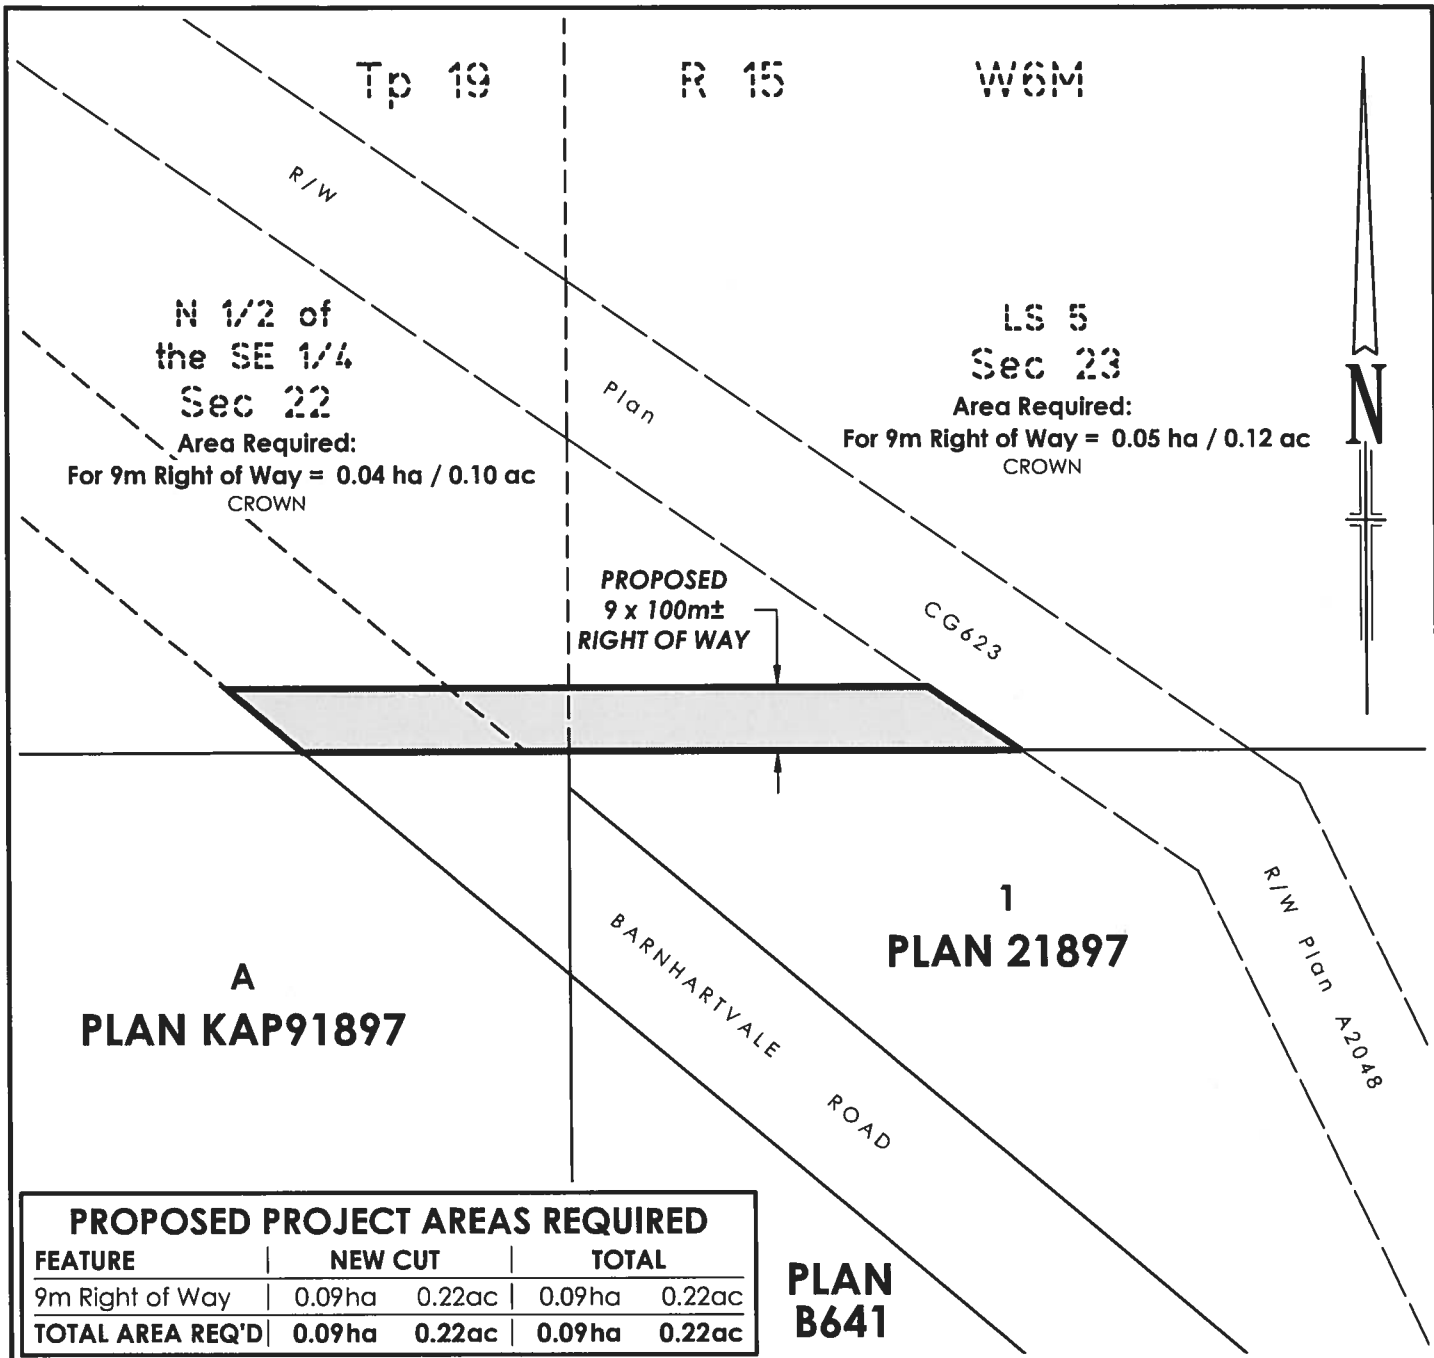 Tp 19 R 15 W6M
R/W
Plan
CG623
N 1/2 of
the SE 1/4
Sec 22
Area Required:
For 9m Right of Way = 0.04 ha / 0.10 ac
CROWN
LS 5
Sec 23
Area Required:
For 9m Right of Way = 0.05 ha / 0.12 ac
CROWN
N
PROPOSED
9 x 100m±
RIGHT OF WAY
1
PLAN 21897
R/W Plan A2048
A
PLAN KAP91897
BARNHARTVALE ROAD
PROPOSED PROJECT AREAS REQUIRED
FEATURE NEW CUT TOTAL
9m Right of Way 0.09ha 0.22ac 0.09ha 0.22ac
TOTAL AREA REQ'D 0.09ha 0.22ac 0.09ha 0.22ac
PLAN
B641